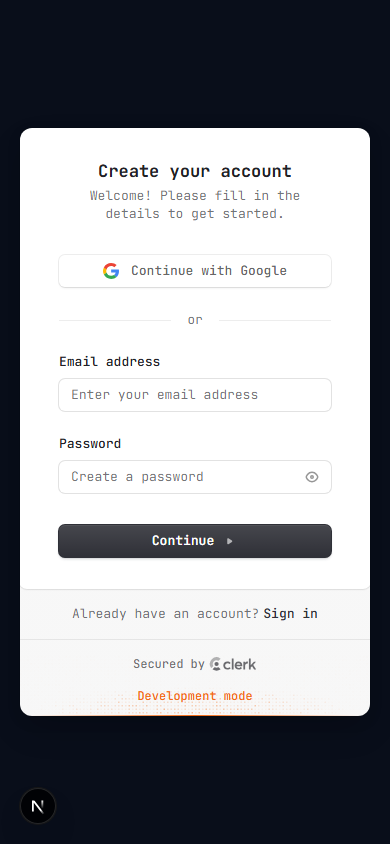 Create your account
Welcome! Please fill in the
details to get started.
Continue with Google
or
Email address
Enter your email address
Password
Create a password
Continue
Already have an account? Sign in
Secured by clerk
Development mode
N